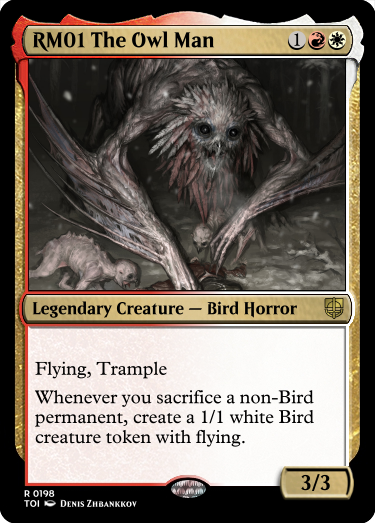 RM01 The Owl Man 1
Legendary Creature — Bird Horror
Flying, Trample
Whenever you sacrifice a non-Bird
permanent, create a 1/1 white Bird
creature token with flying.
3/3
R 0198
TOI DENIS ZHBANKKOV